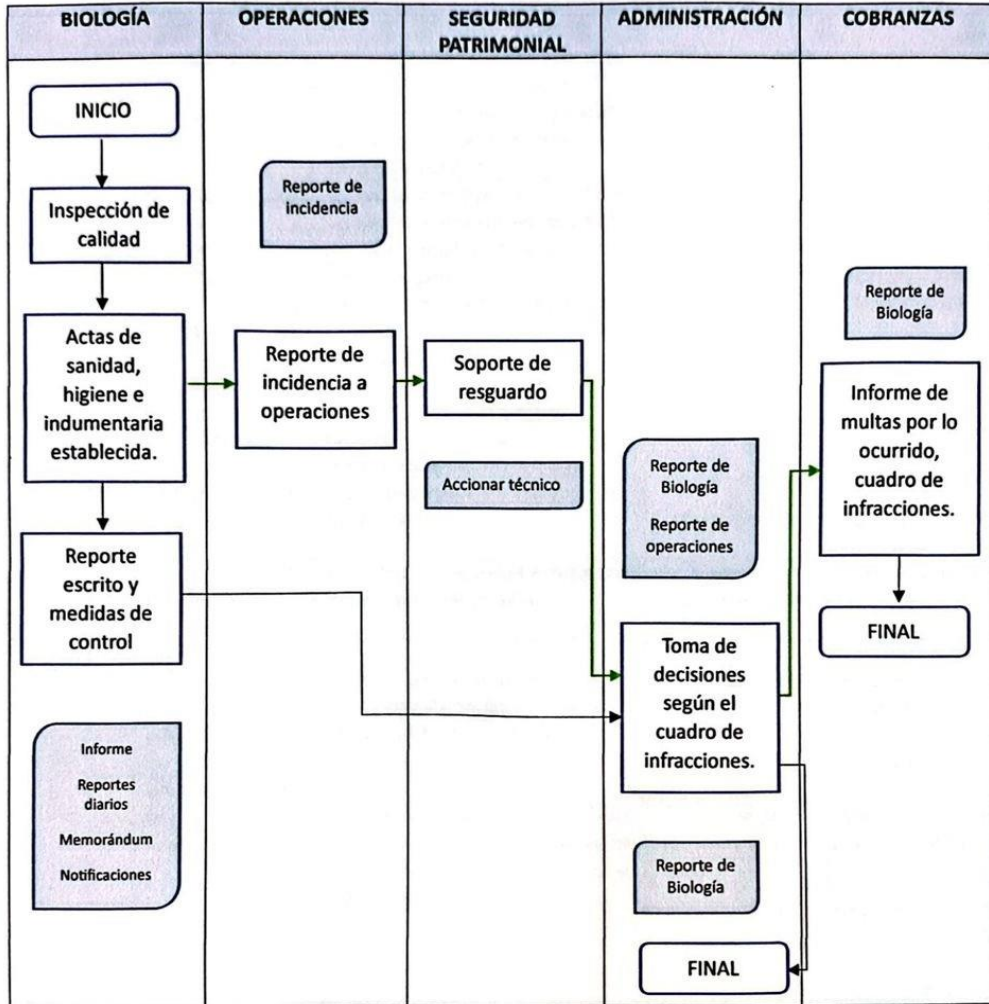 BIOLOGÍA
OPERACIONES
SEGURIDAD
PATRIMONIAL
ADMINISTRACIÓN
COBRANZAS
INICIO
Inspección de
calidad
Actas de
sanidad,
higiene e
indumentaria
establecida.
Reporte
escrito y
medidas de
control
Informe
Reportes
diarios
Memorándum
Notificaciones
Reporte de
incidencia
Reporte de
incidencia a
operaciones
Soporte de
resguardo
Accionar técnico
Reporte de
Biología
Reporte de
operaciones
Toma de
decisiones
según el
cuadro de
infracciones.
Reporte de
Biología
FINAL
Reporte de
Biología
Informe de
multas por lo
ocurrido,
cuadro de
infracciones.
FINAL